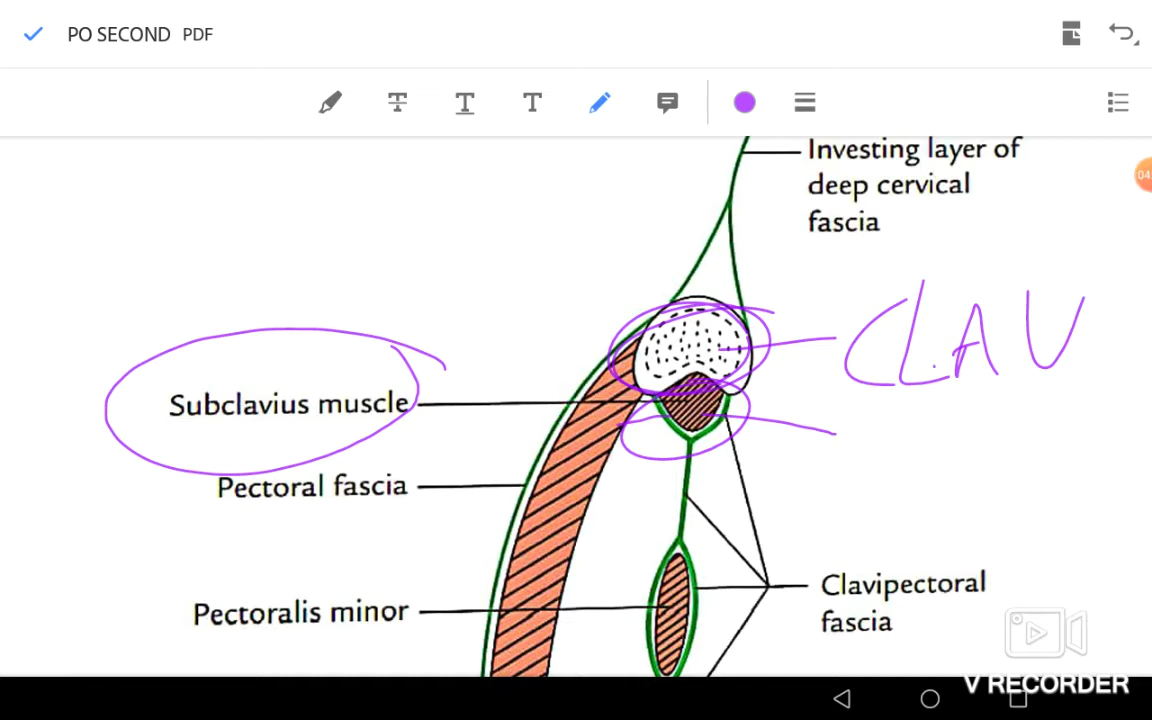 PO SECOND PDF
T
T
T
04
Investing layer of
deep cervical
fascia
CLAV
Subclavius muscle
Pectoral fascia
Pectoralis minor
Clavipectoral
fascia
V RECORDER